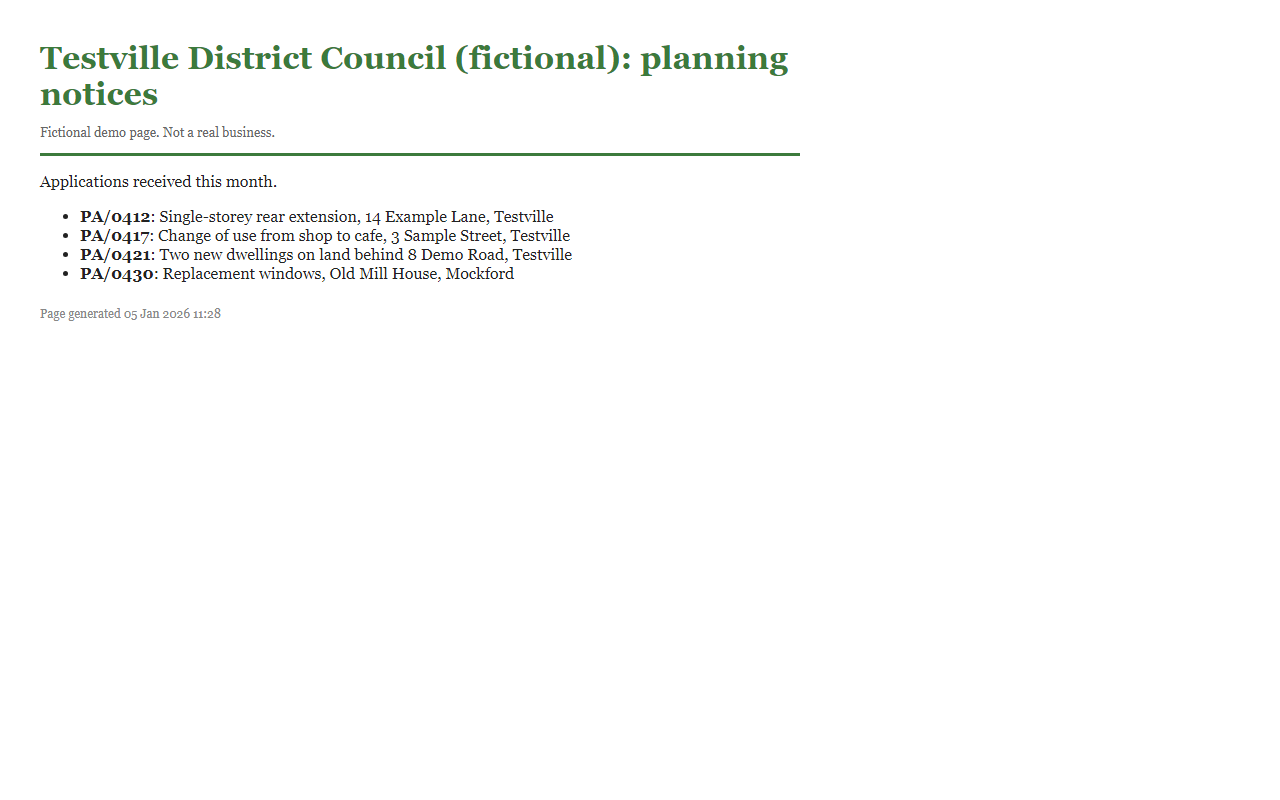 Testville District Council (fictional): planning
notices
Fictional demo page. Not a real business.
Applications received this month.
• PA/0412: Single-storey rear extension, 14 Example Lane, Testville
• PA/0417: Change of use from shop to cafe, 3 Sample Street, Testville
• PA/0421: Two new dwellings on land behind 8 Demo Road, Testville
• PA/0430: Replacement windows, Old Mill House, Mockford
Page generated 05 Jan 2026 11:28